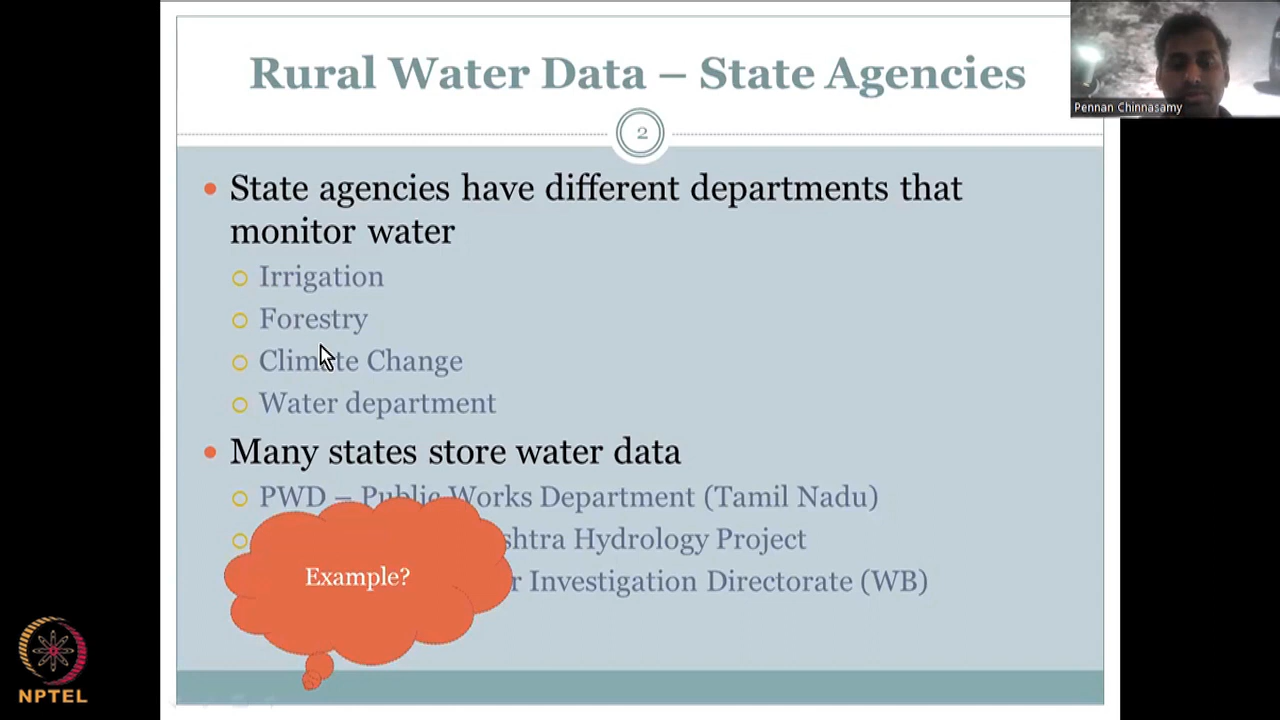 Rural Water Data – State Agencies
Pennan Chinnasamy
2
State agencies have different departments that
monitor water
Irrigation
Forestry
Climate Change
Water department
Many states store water data
PWD – Public Works Department (Tamil Nadu)
shtra Hydrology Project
Example?
r Investigation Directorate (WB)
NPTEL